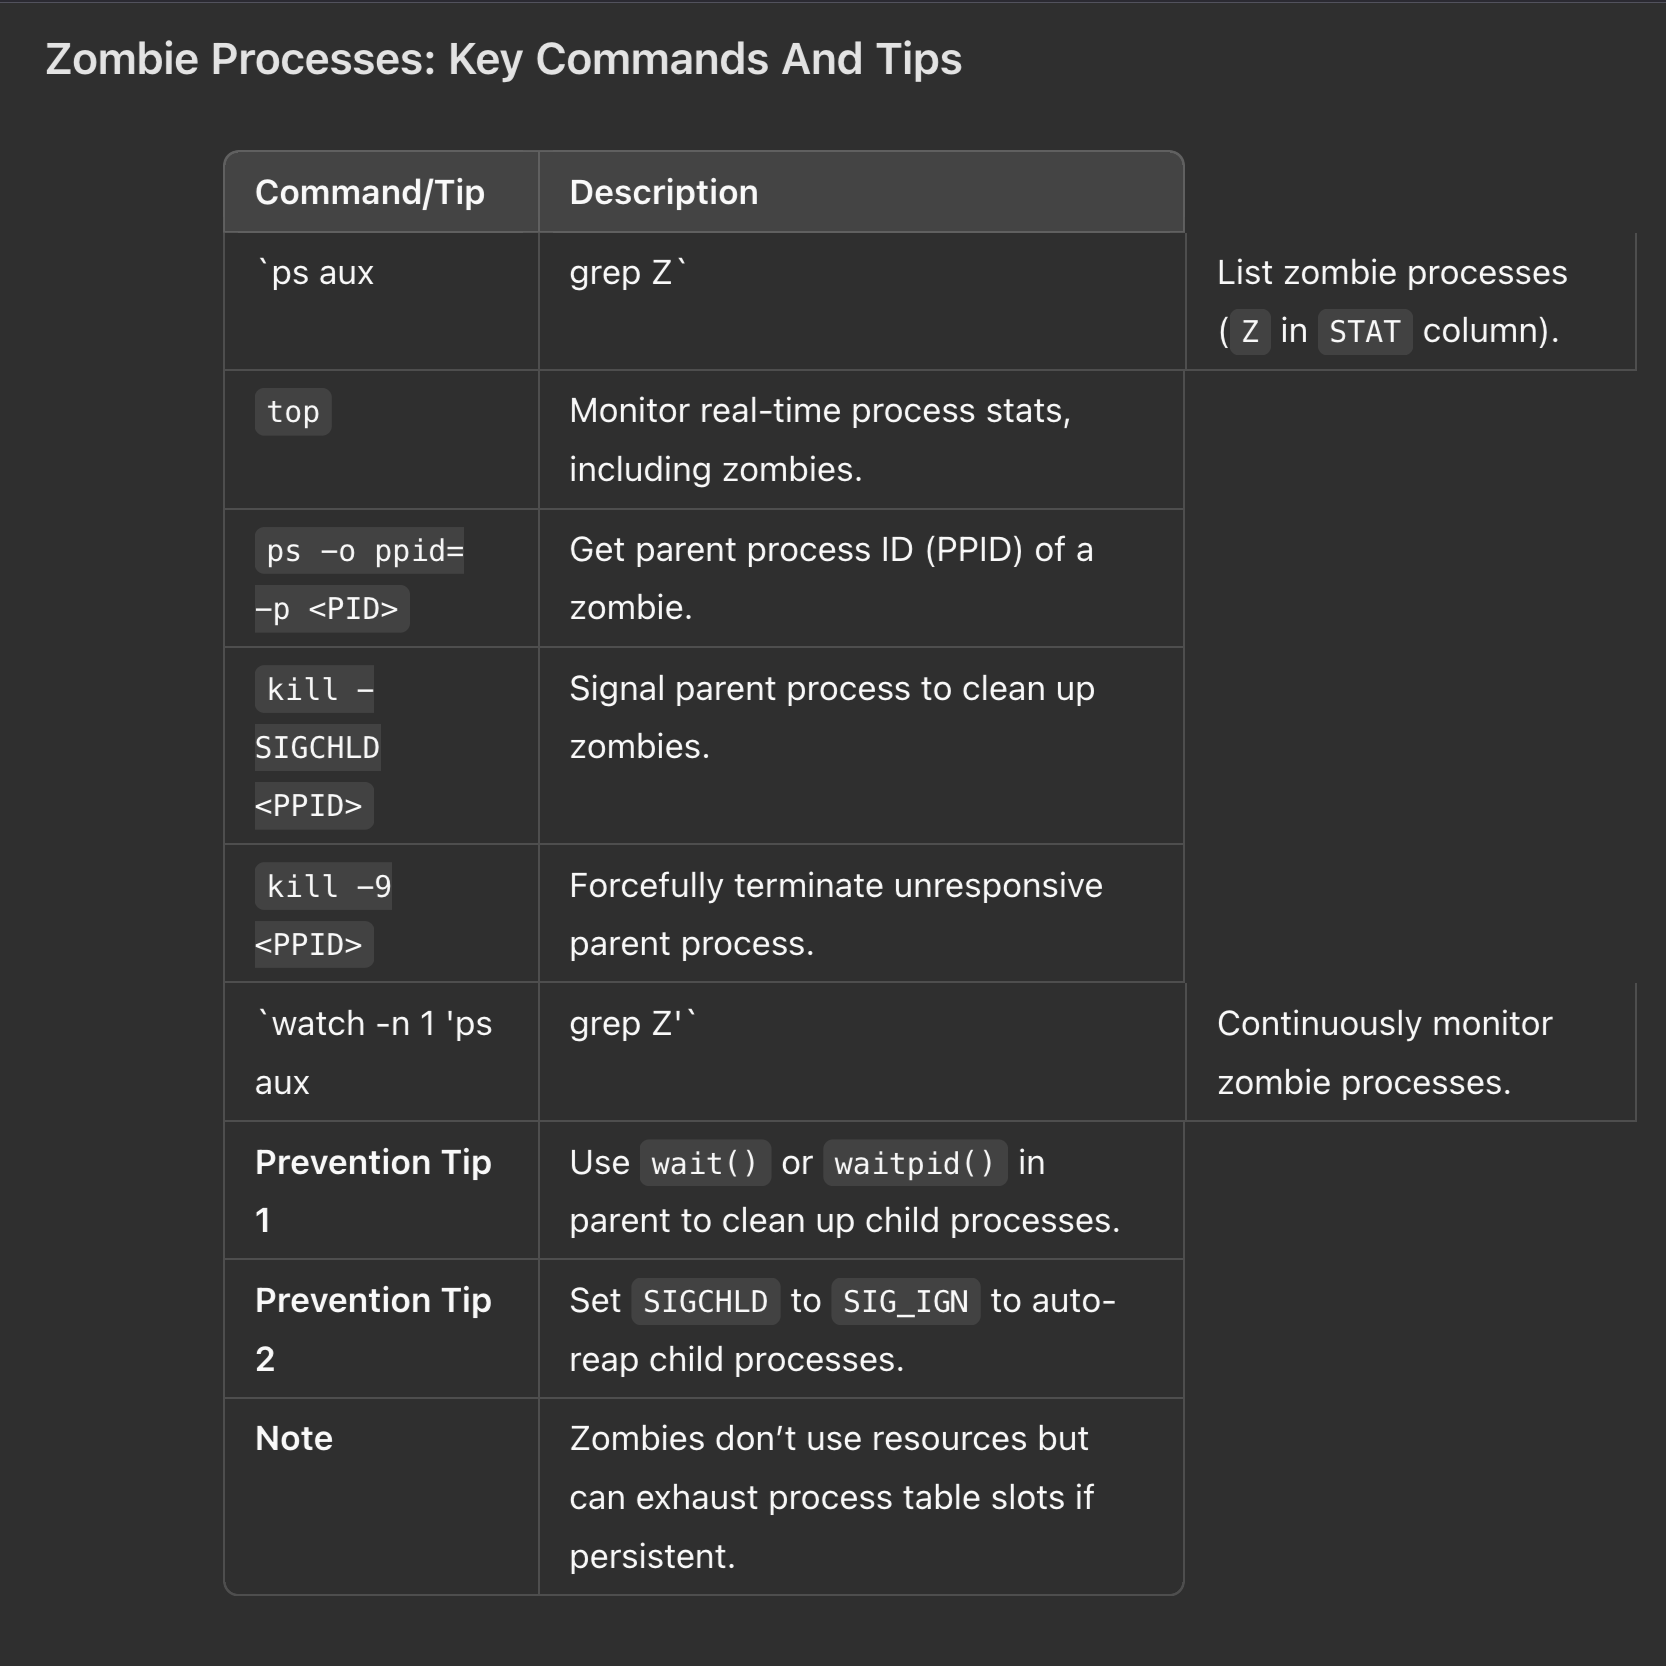 Zombie Processes: Key Commands And Tips
Command/Tip
Description
`ps aux
grep Z`
List zombie processes
(Z in STAT column).
top
Monitor real-time process stats,
including zombies.
ps -o ppid=
-p <PID>
Get parent process ID (PPID) of a
zombie.
kill -
SIGCHLD
<PPID>
Signal parent process to clean up
zombies.
kill -9
<PPID>
Forcefully terminate unresponsive
parent process.
`watch -n 1 'ps
aux
grep Z'`
Continuously monitor
zombie processes.
Prevention Tip
1
Use wait() or waitpid() in
parent to clean up child processes.
Prevention Tip
2
Set SIGCHLD to SIG_IGN to auto-
reap child processes.
Note
Zombies don’t use resources but
can exhaust process table slots if
persistent.